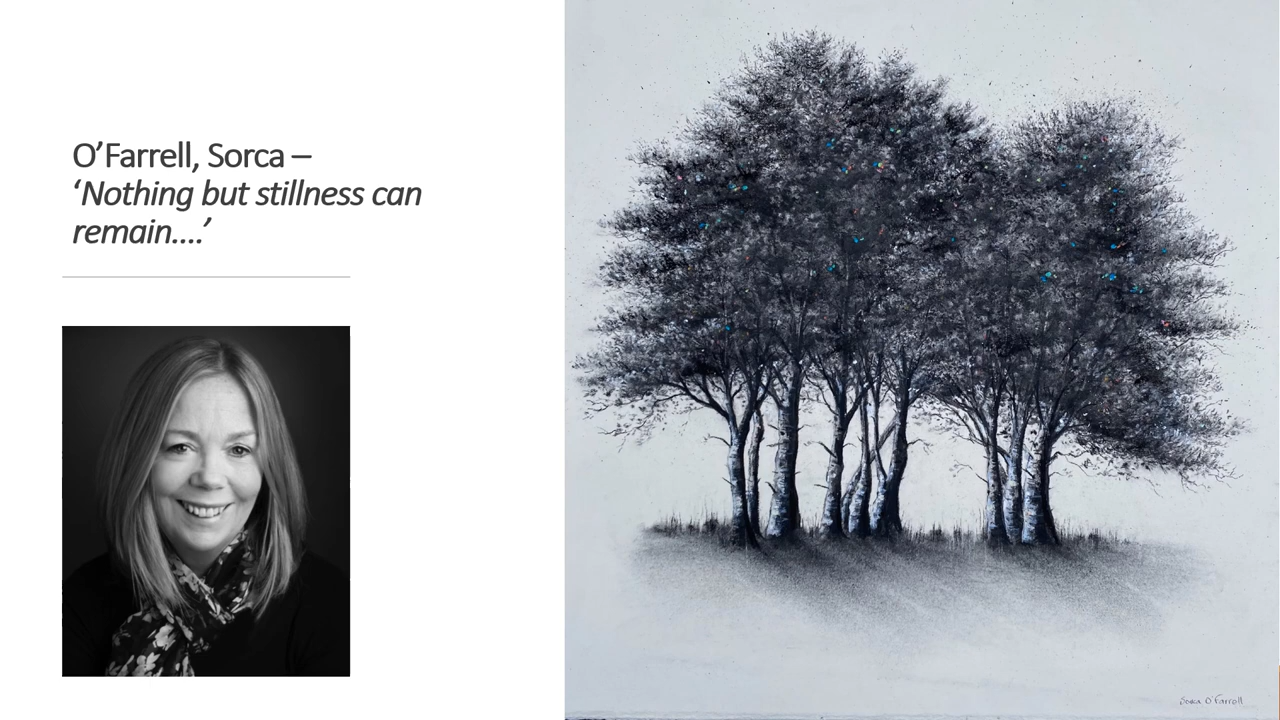 O’Farrell, Sorca –
‘Nothing but stillness can
remain….’
Sorca O'Farrell